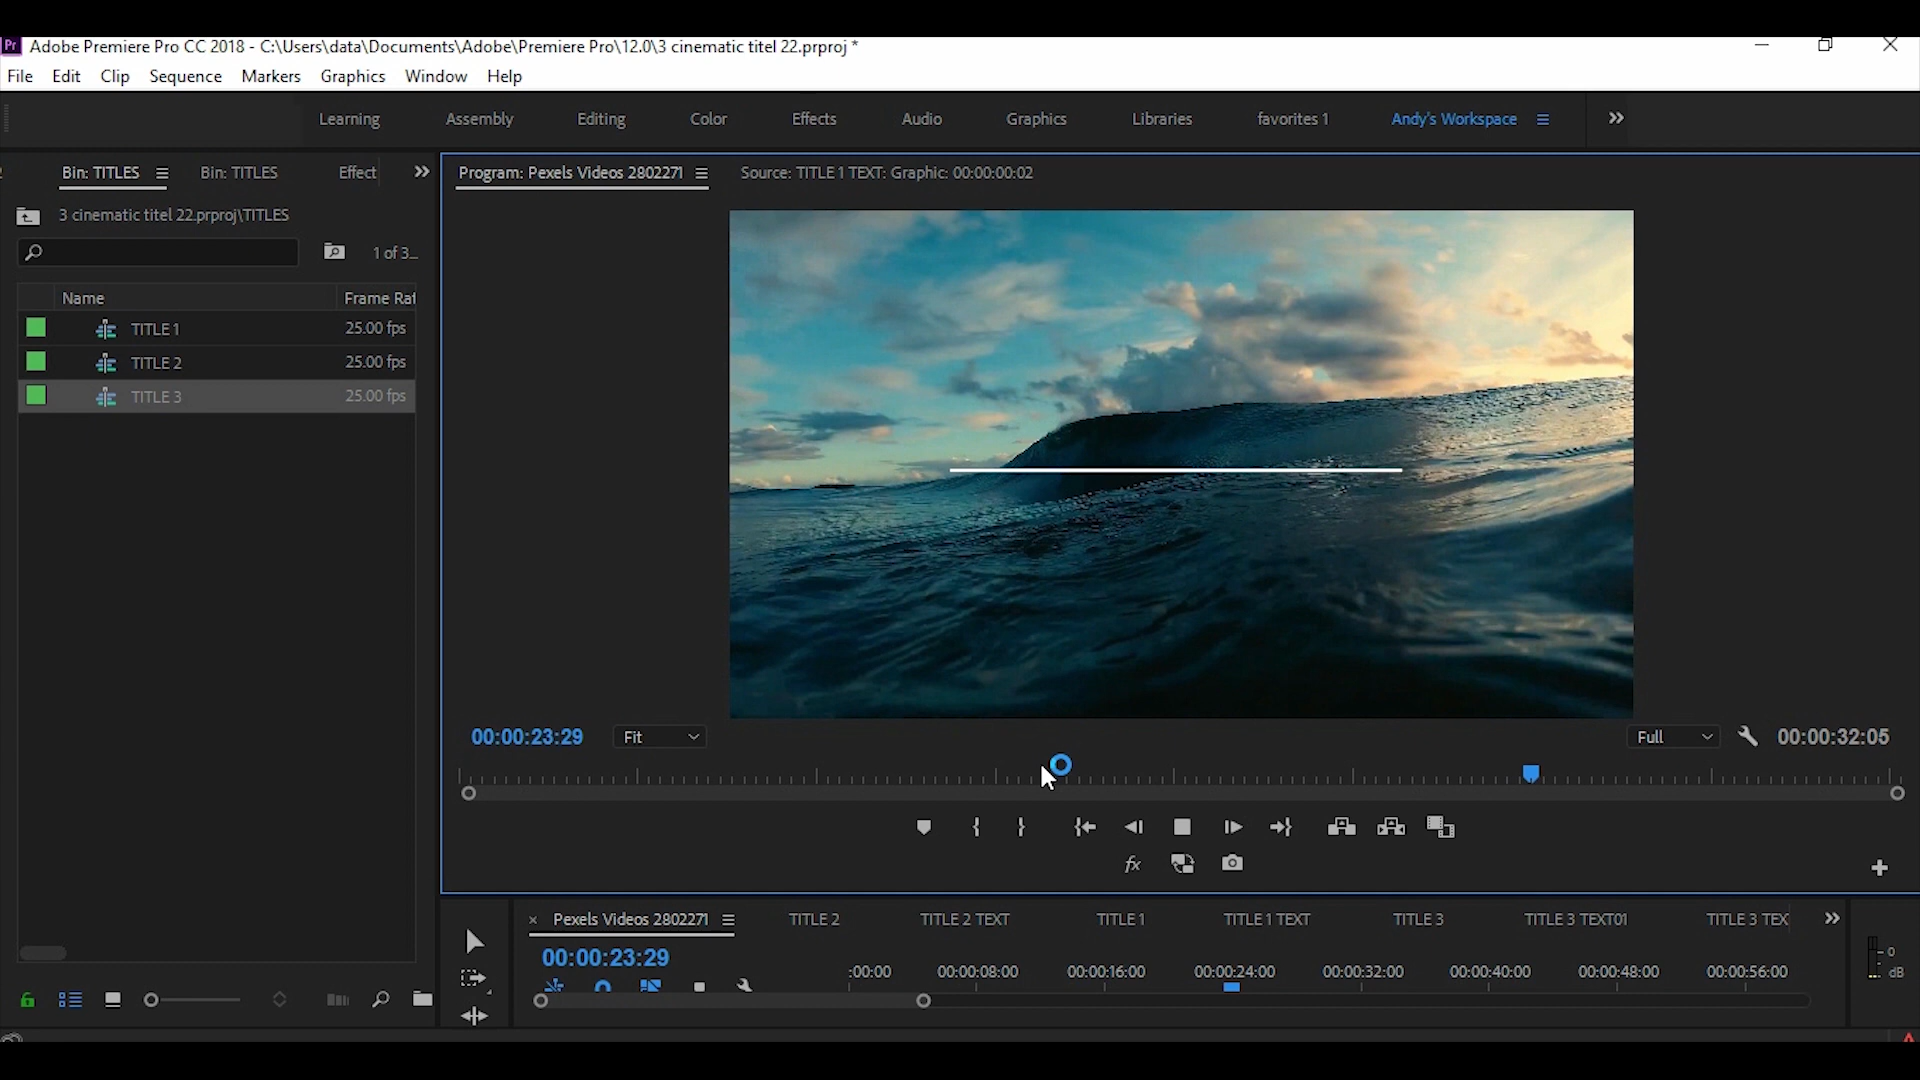 Pr Adobe Premiere Pro CC 2018 - C:\Users\data\Documents\Adobe\Premiere Pro\12.0\3 cinematic titel 22.prproj *
File Edit Clip Sequence Markers Graphics Window Help
Learning Assembly Editing Color Effects Audio Graphics Libraries favorites 1 Andy's Workspace
Bin: TITLES Bin: TITLES Effect Program: Pexels Videos 2802271 Source: TITLE 1 TEXT: Graphic: 00:00:00:02
3 cinematic titel 22.prproj\TITLES
1 of 3...
Name Frame Rat
TITLE 1 25.00 fps
TITLE 2 25.00 fps
TITLE 3 25.00 fps
00:00:23:29 Fit Full 00:00:32:05
fx
× Pexels Videos 2802271 TITLE 2 TITLE 2 TEXT TITLE 1 TITLE 1 TEXT TITLE 3 TITLE 3 TEXT01 TITLE 3 TEX
00:00:23:29
:00:00 00:00:08:00 00:00:16:00 00:00:24:00 00:00:32:00 00:00:40:00 00:00:48:00 00:00:56:00
0
dB